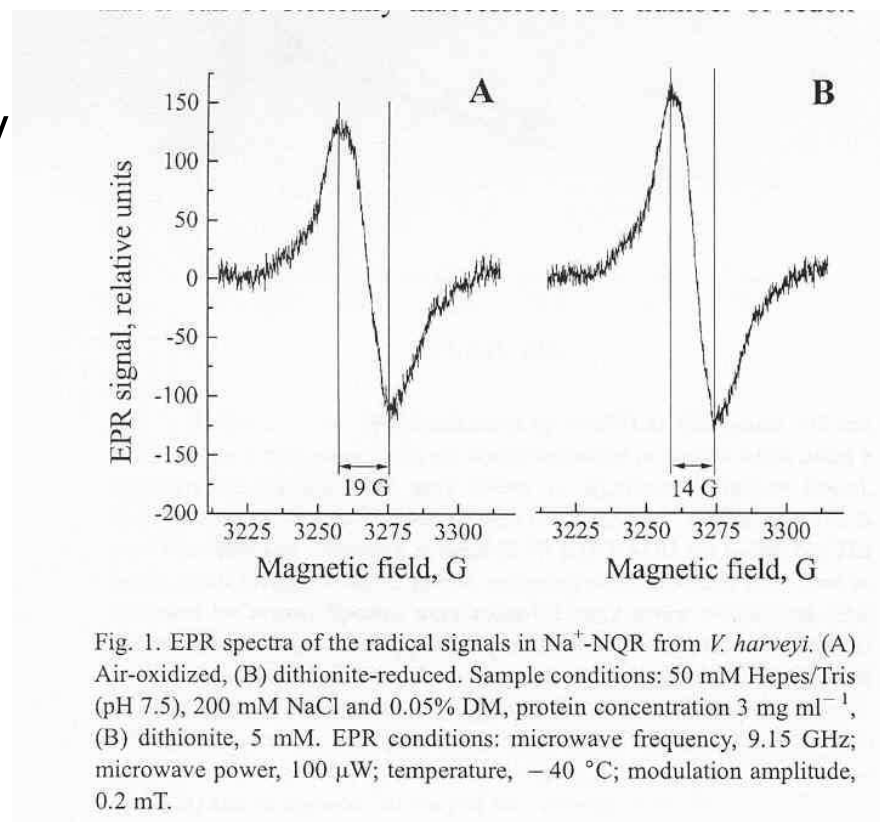 A
B
150
100
50
0
-50
-100
-150
-200
EPR signal, relative units
19 G
14 G
3225 3250 3275 3300
3225 3250 3275 3300
Magnetic field, G
Magnetic field, G
Fig. 1. EPR spectra of the radical signals in Na⁺-NQR from V. harveyi. (A)
Air-oxidized, (B) dithionite-reduced. Sample conditions: 50 mM Hepes/Tris
(pH 7.5), 200 mM NaCl and 0.05% DM, protein concentration 3 mg ml⁻¹,
(B) dithionite, 5 mM. EPR conditions: microwave frequency, 9.15 GHz;
microwave power, 100 μW; temperature, −40 °C; modulation amplitude,
0.2 mT.